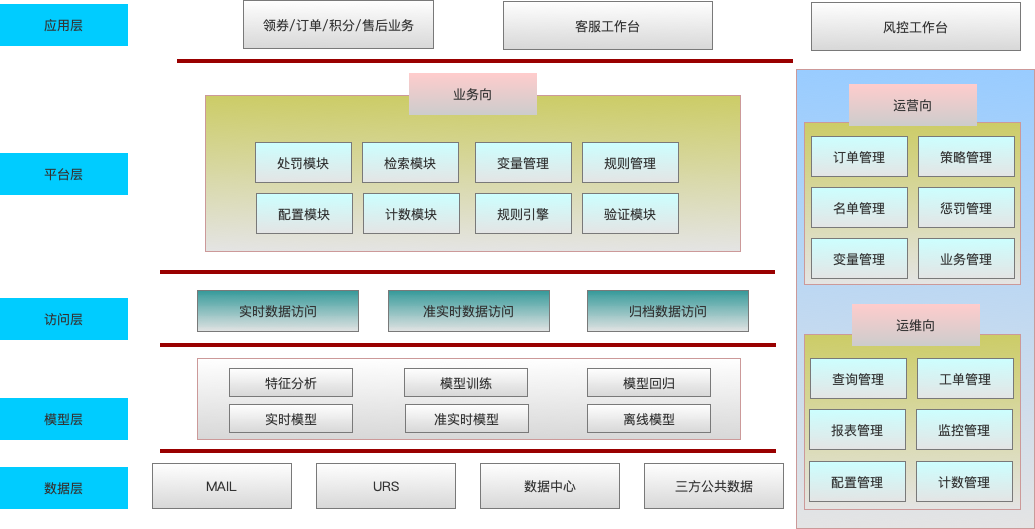 应用层
领券/订单/积分/售后业务
客服工作台
风控工作台
平台层
业务向
处罚模块
检索模块
变量管理
规则管理
配置模块
计数模块
规则引擎
验证模块
运营向
订单管理
策略管理
名单管理
惩罚管理
变量管理
业务管理
访问层
实时数据访问
准实时数据访问
归档数据访问
运维向
查询管理
工单管理
报表管理
监控管理
配置管理
计数管理
模型层
特征分析
模型训练
模型回归
实时模型
准实时模型
离线模型
数据层
MAIL
URS
数据中心
三方公共数据